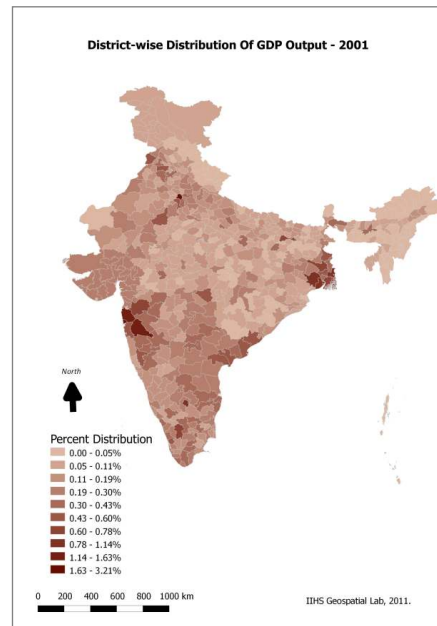 District-wise Distribution Of GDP Output - 2001
North
Percent Distribution
0.00 - 0.05%
0.05 - 0.11%
0.11 - 0.19%
0.19 - 0.30%
0.30 - 0.43%
0.43 - 0.60%
0.60 - 0.78%
0.78 - 1.14%
1.14 - 1.63%
1.63 - 3.21%
0 200 400 600 800 1000 km
IIHS Geospatial Lab, 2011.